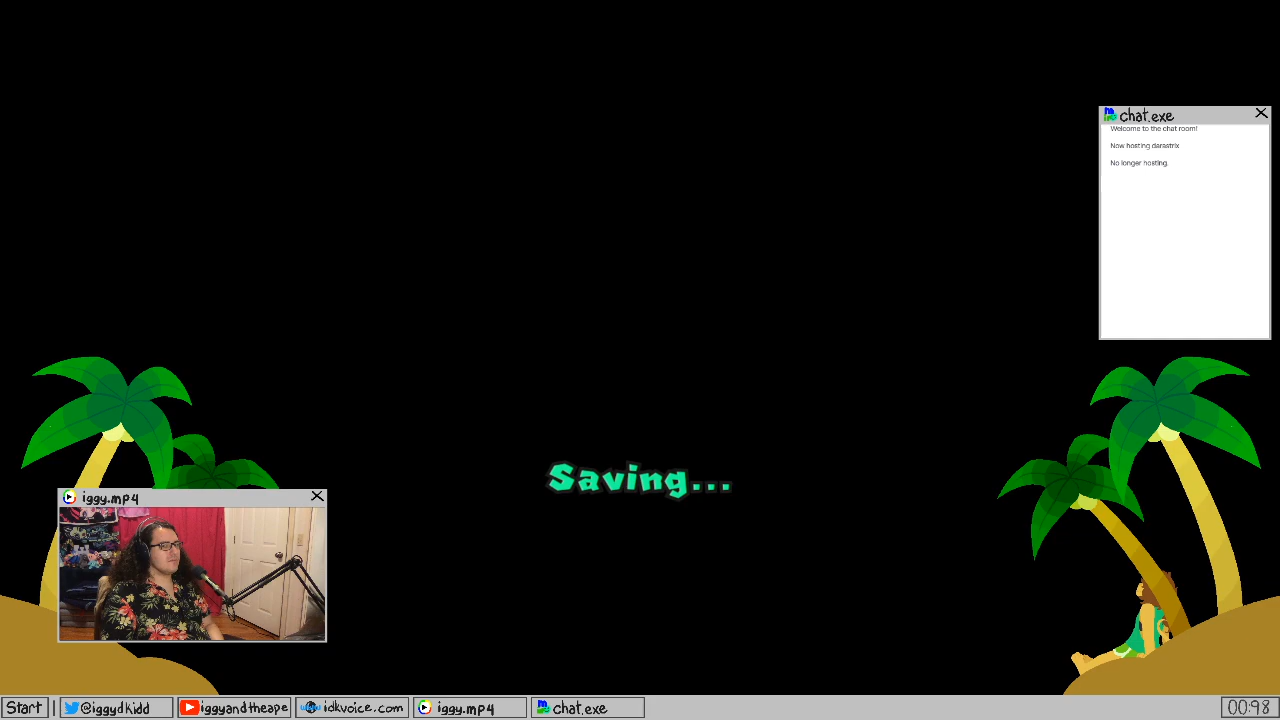 chat.exe
Welcome to the chat room!
Now hosting darastrix
No longer hosting.
Saving...
iggy.mp4
Start | @iggydkidd iggyandtheape www idkvoice.com iggy.mp4 chat.exe 00:98